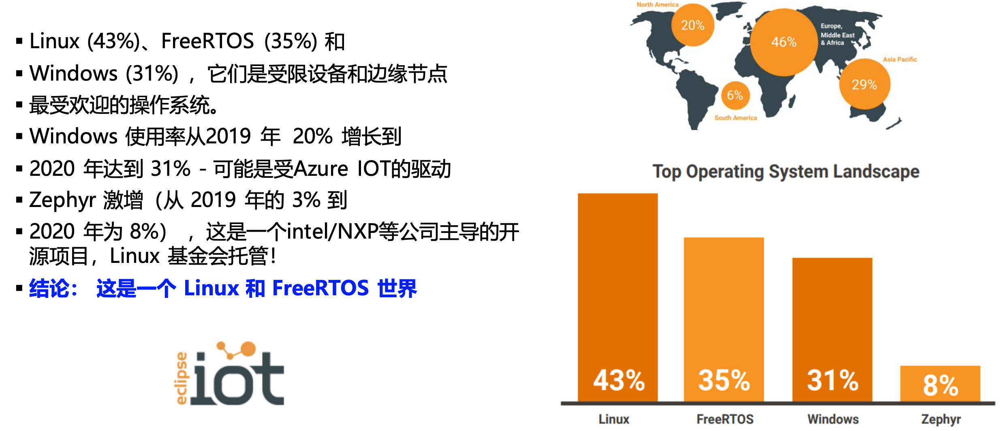 ▪ Linux (43%)、FreeRTOS (35%) 和
▪ Windows (31%) ，它们是受限设备和边缘节点
▪ 最受欢迎的操作系统。
▪ Windows 使用率从2019 年 20% 增长到
▪ 2020 年达到 31% - 可能是受Azure IOT的驱动
▪ Zephyr 激增（从 2019 年的 3% 到
▪ 2020 年为 8%） ，这是一个intel/NXP等公司主导的开
源项目，Linux 基金会托管！
▪ 结论： 这是一个 Linux 和 FreeRTOS 世界
eclipse
iot
North America
20%
46%
Europe,
Middle East
& Africa
Asia Pacific
29%
6%
South America
Top Operating System Landscape
43%
35%
31%
8%
Linux
FreeRTOS
Windows
Zephyr